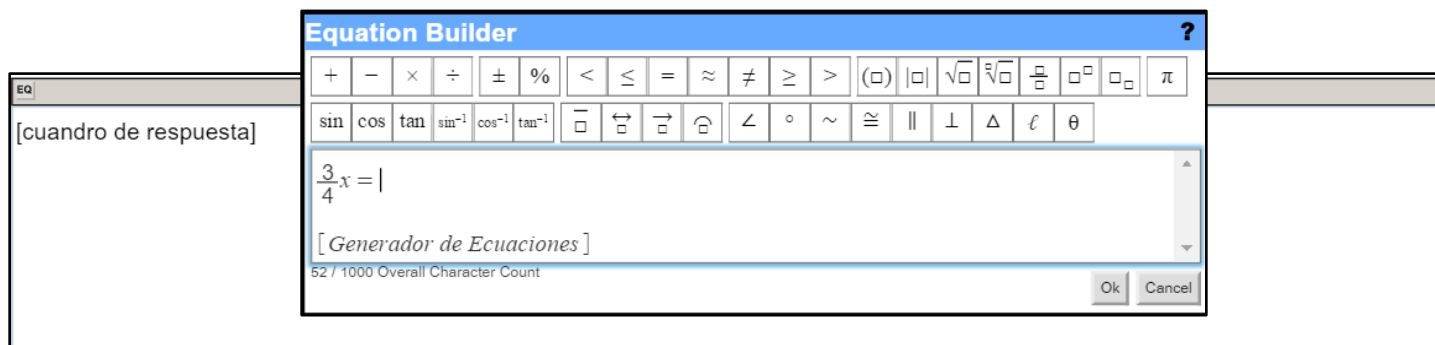 Equation Builder ?
+ − × ÷ ± % < ≤ = ≈ ≠ ≥ > (□) |□| √□ ▫√□ □/□ □^□ □_□ π
EQ
sin cos tan sin⁻¹ cos⁻¹ tan⁻¹ □̅ □⃡ □⃗ □̑ ∠ ° ~ ≅ ∥ ⊥ Δ ℓ θ
[cuandro de respuesta]
3/4 x =
[Generador de Ecuaciones]
52 / 1000 Overall Character Count
Ok Cancel